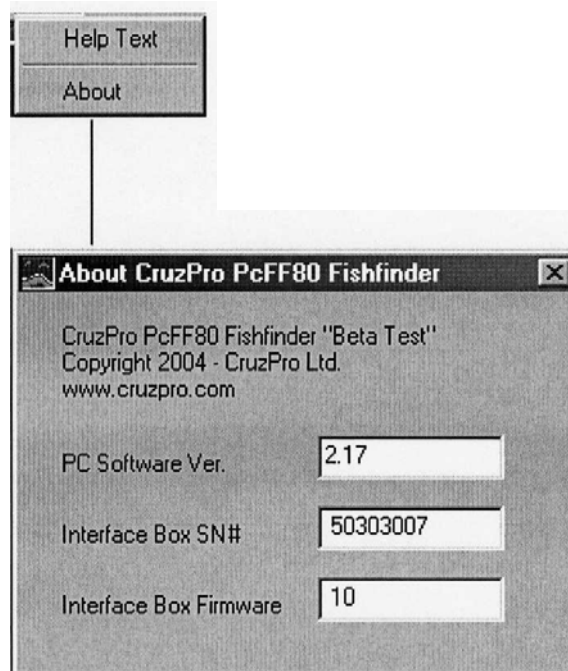 Help Text
About
About CruzPro PcFF80 Fishfinder
CruzPro PcFF80 Fishfinder "Beta Test"
Copyright 2004 - CruzPro Ltd.
www.cruzpro.com
PC Software Ver. 2.17
Interface Box SN# 50303007
Interface Box Firmware 10